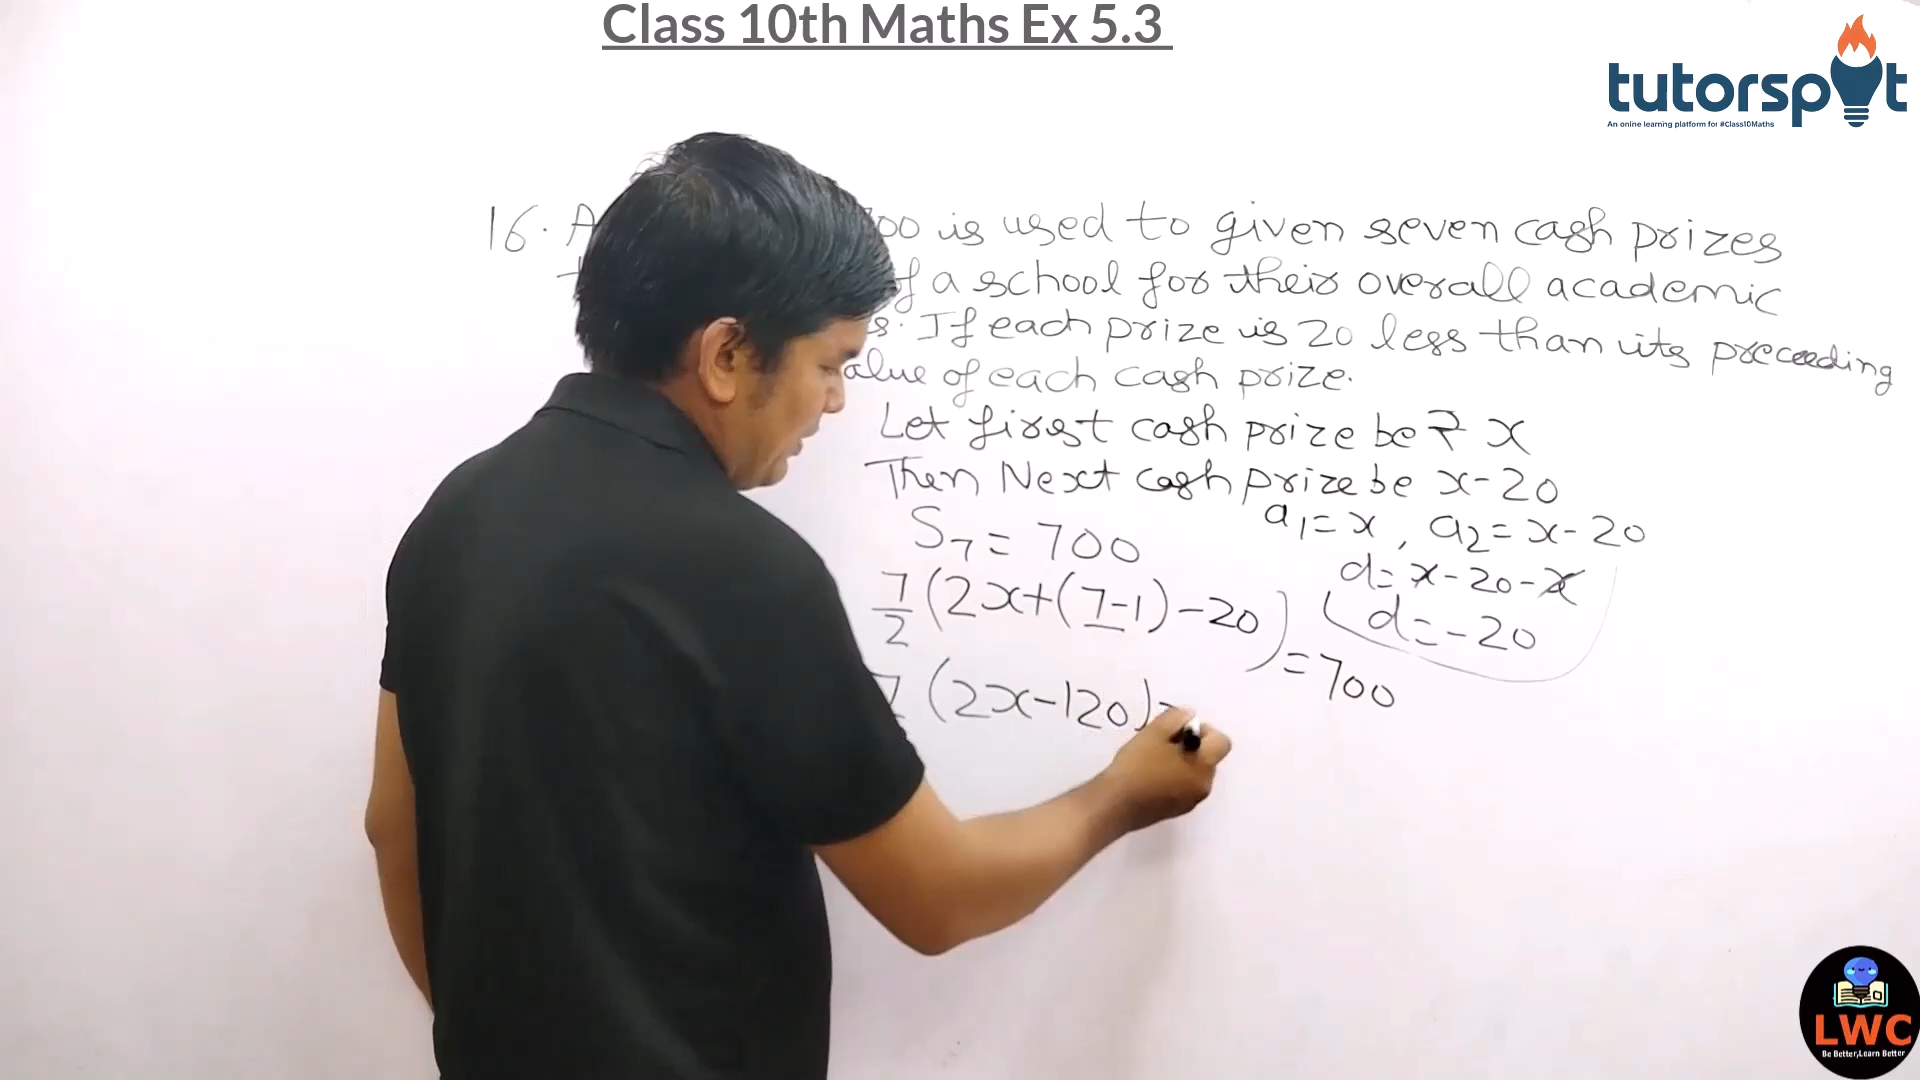 Class 10th Maths Ex 5.3
tutorspot
An online learning platform for #Class10Maths
16. A 700 is used to given seven cash prizes
of a school for their overall academic
s. If each prize is 20 less than its preceeding
alue of each cash prize.
Let first cash prize be ₹ x
Then Next cash prize be x-20
a1=x, a2=x-20
S7=700
d=x-20-x
7/2(2x+(7-1)-20)=700
d=-20
7 (2x-120)=
LWC
Be Better,Learn Better